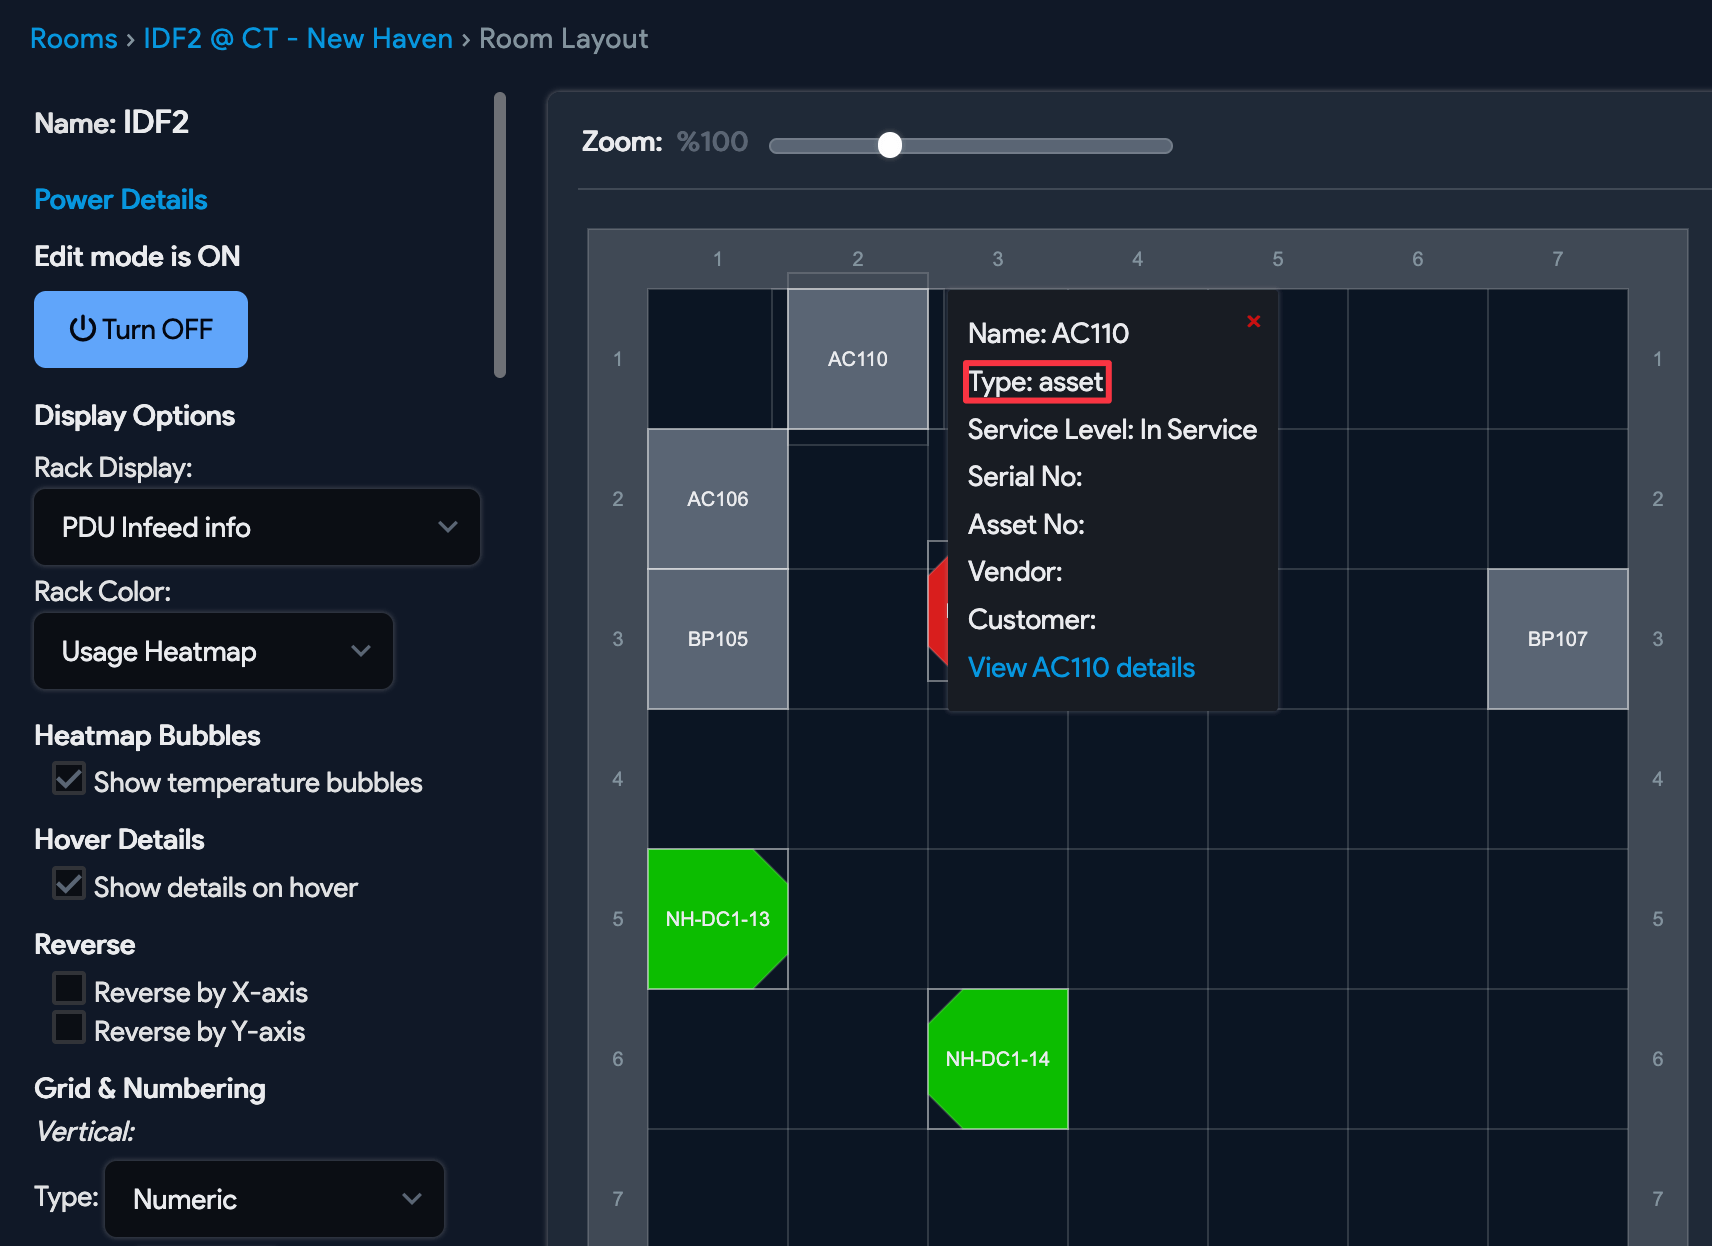 Rooms › IDF2 @ CT - New Haven › Room Layout
Name: IDF2
Power Details
Edit mode is ON
Turn OFF
Display Options
Rack Display:
PDU Infeed info
Rack Color:
Usage Heatmap
Heatmap Bubbles
Show temperature bubbles
Hover Details
Show details on hover
Reverse
Reverse by X-axis
Reverse by Y-axis
Grid & Numbering
Vertical:
Type: Numeric
Zoom: %100
1 2 3 4 5 6 7
1 AC110 1
Name: AC110
Type: asset
Service Level: In Service
Serial No:
Asset No:
Vendor:
Customer:
View AC110 details
2 AC106 2
3 BP105 BP107 3
4 4
5 NH-DC1-13 5
6 NH-DC1-14 6
7 7